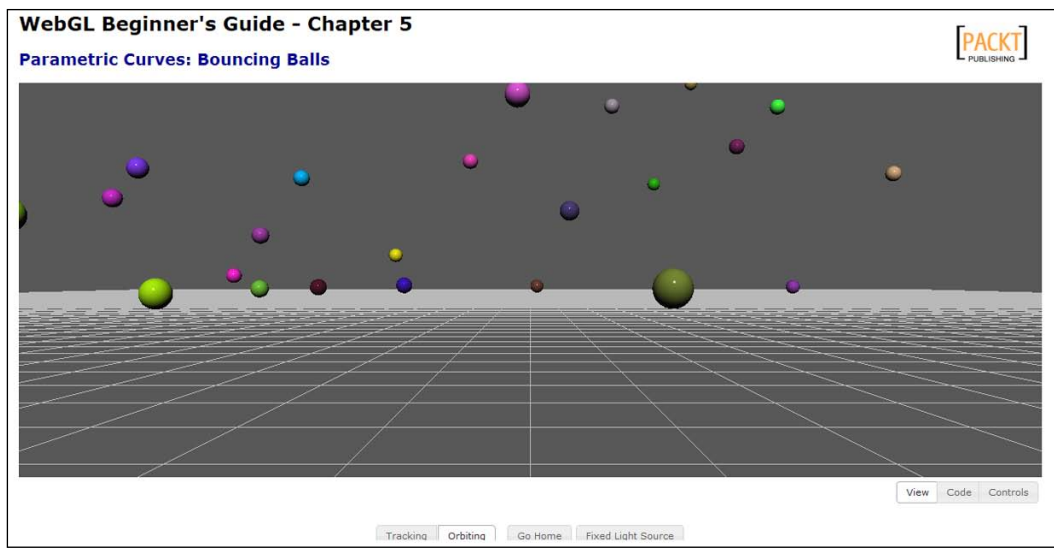 WebGL Beginner's Guide - Chapter 5
[PACKT]
PUBLISHING
Parametric Curves: Bouncing Balls
View Code Controls
Tracking Orbiting Go Home Fixed Light Source